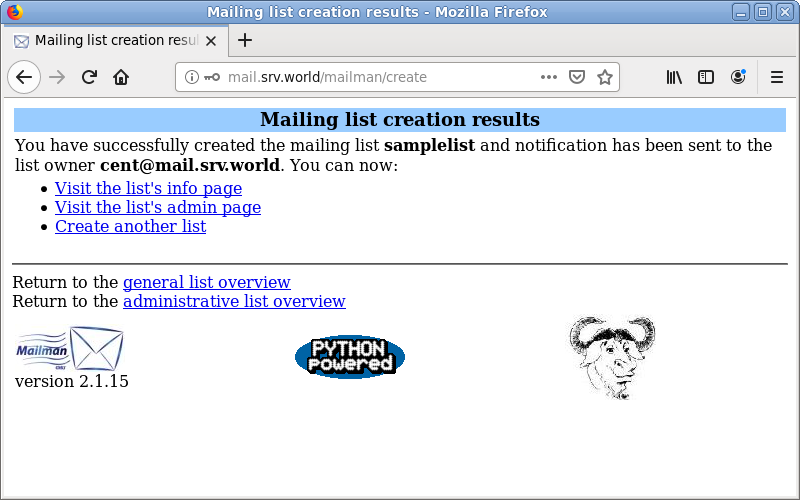 Mailing list creation results - Mozilla Firefox
Mailing list creation resul
mail.srv.world/mailman/create
Mailing list creation results
You have successfully created the mailing list samplelist and notification has been sent to the
list owner cent@mail.srv.world. You can now:
Visit the list's info page
Visit the list's admin page
Create another list
Return to the general list overview
Return to the administrative list overview
Mailman
PYTHON
Powered
version 2.1.15